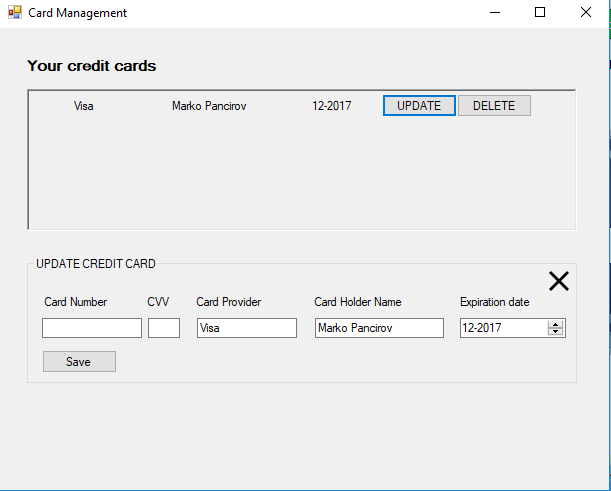 Card Management
Your credit cards
Visa Marko Pancirov 12-2017 UPDATE DELETE
UPDATE CREDIT CARD
Card Number CVV Card Provider Card Holder Name Expiration date
Visa Marko Pancirov 12-2017
Save